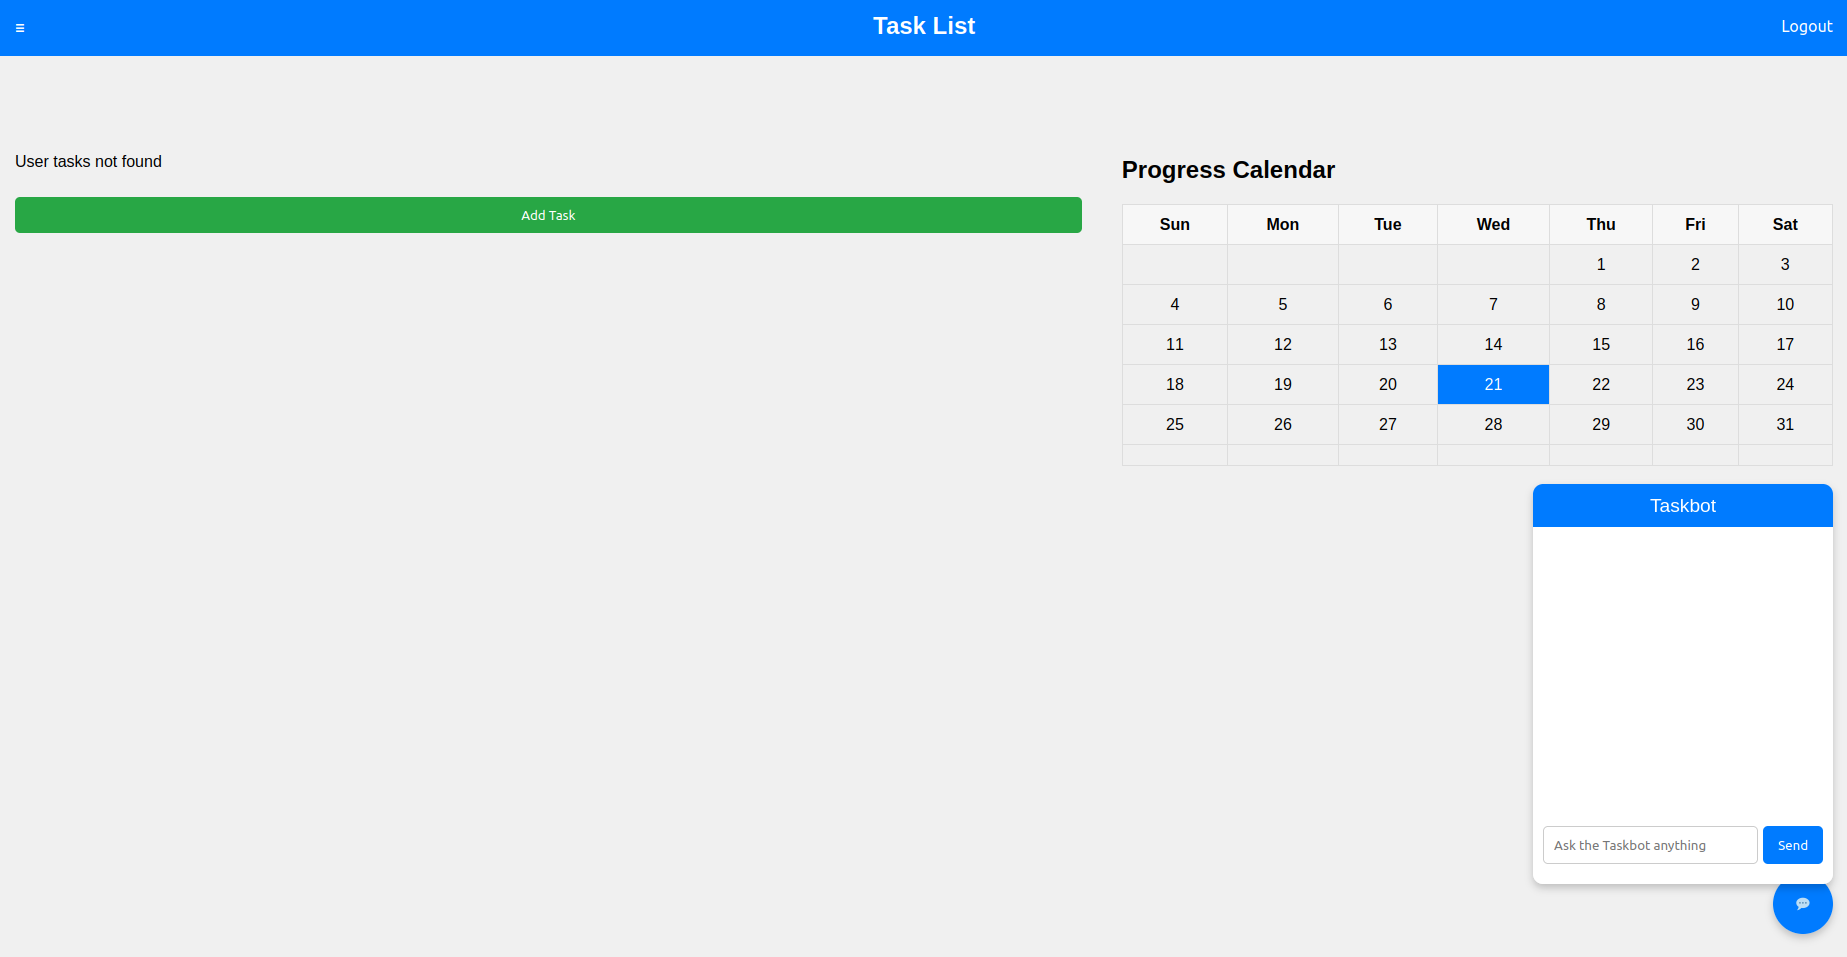 ≡ Task List Logout
User tasks not found
Add Task
Progress Calendar
Sun Mon Tue Wed Thu Fri Sat
1 2 3
4 5 6 7 8 9 10
11 12 13 14 15 16 17
18 19 20 21 22 23 24
25 26 27 28 29 30 31
Taskbot
Ask the Taskbot anything Send